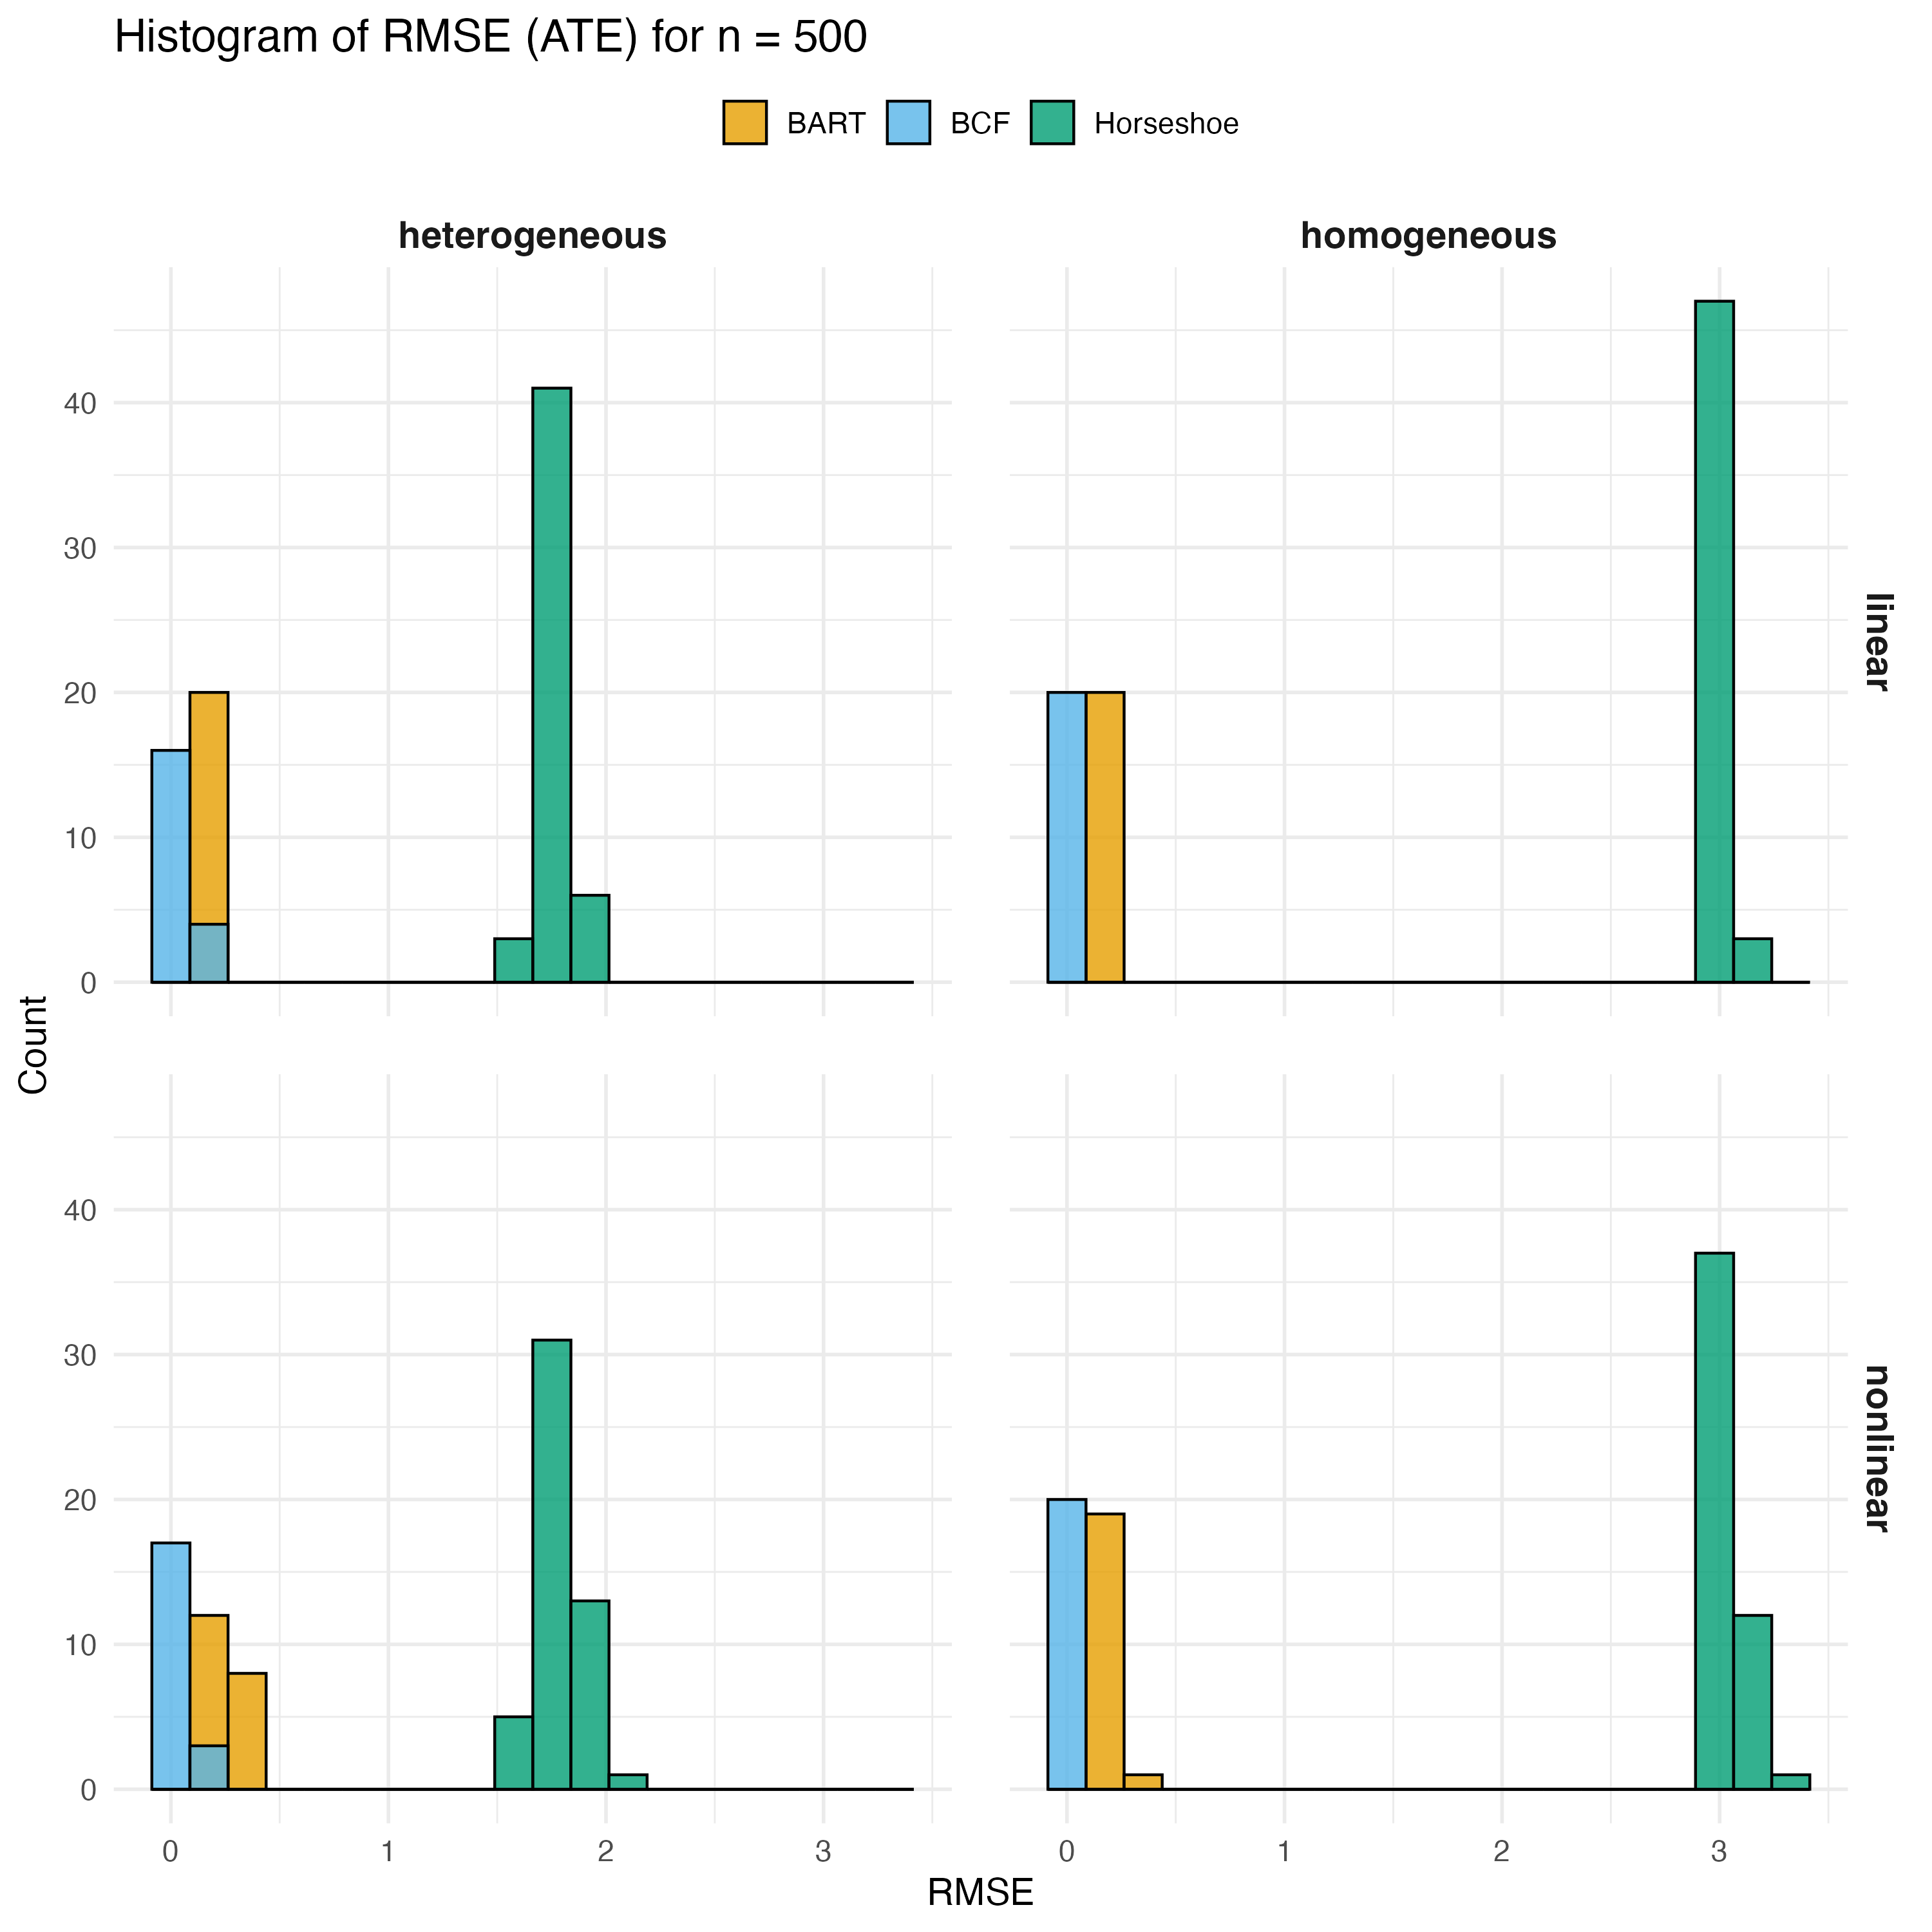 Histogram of RMSE (ATE) for n = 500
BART BCF Horseshoe
heterogeneous homogeneous
linear
40
30
20
10
0
Count
nonlinear
40
30
20
10
0
0 1 2 3 0 1 2 3
RMSE